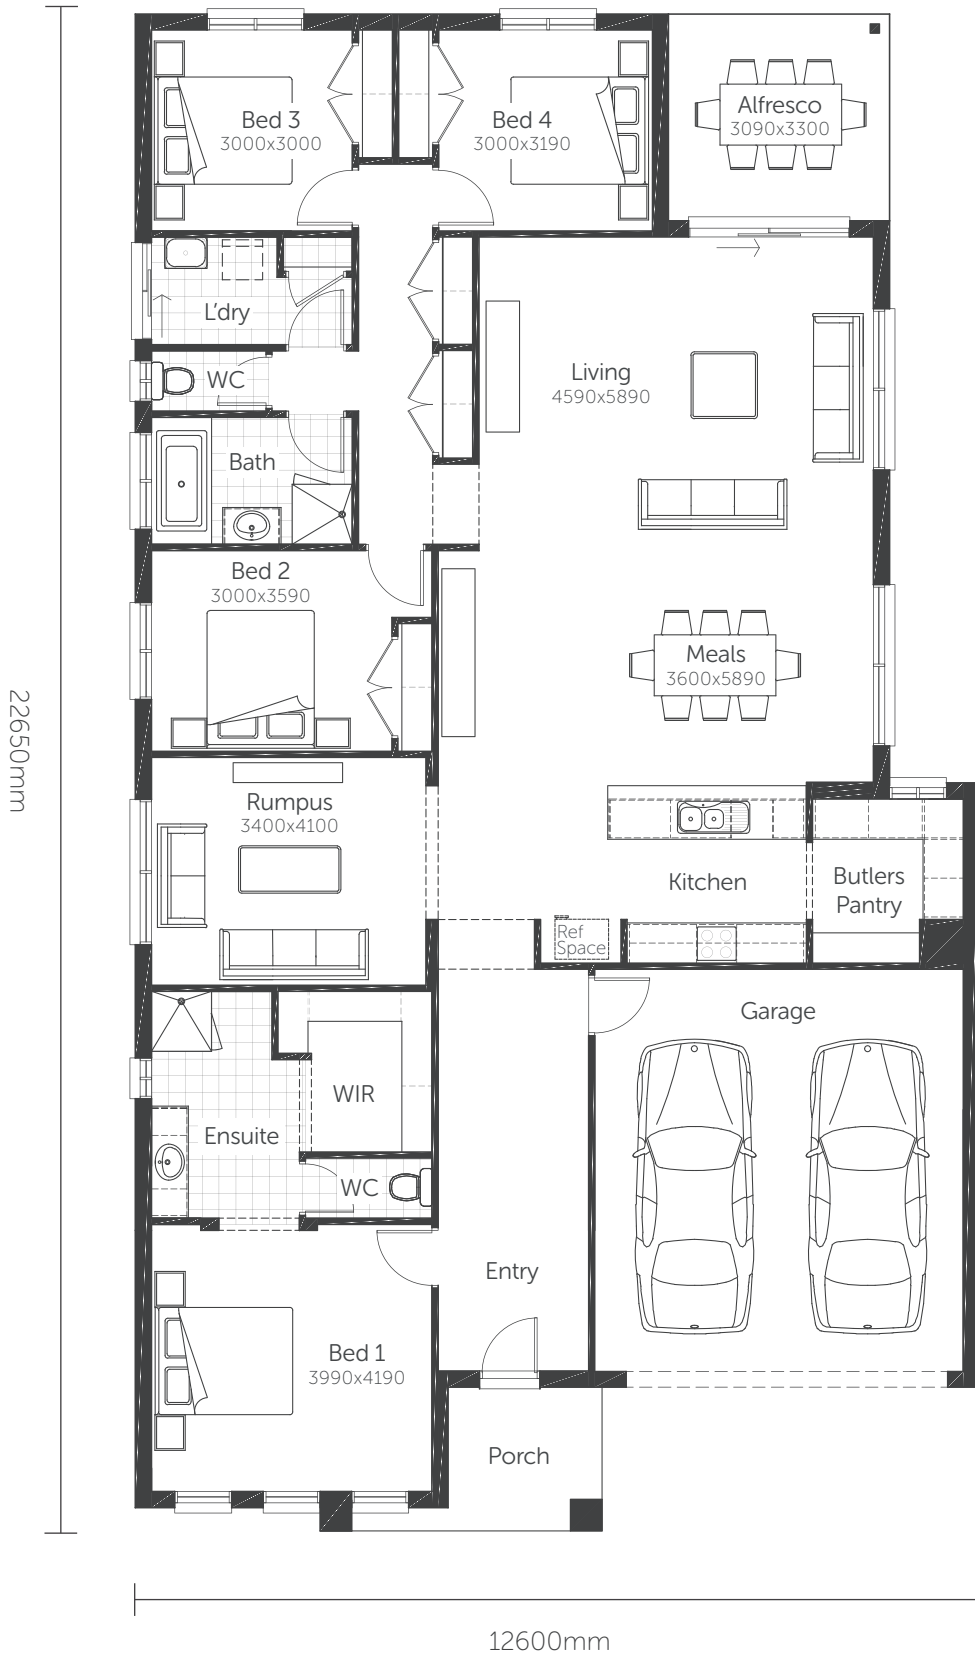 Bed 3
3000x3000
Bed 4
3000x3190
Alfresco
3090x3300
L'dry
WC
Living
4590x5890
Bath
Bed 2
3000x3590
Meals
3600x5890
22650mm
Rumpus
3400x4100
Kitchen
Butlers
Pantry
Ref
Space
Garage
WIR
Ensuite
WC
Entry
Bed 1
3990x4190
Porch
12600mm